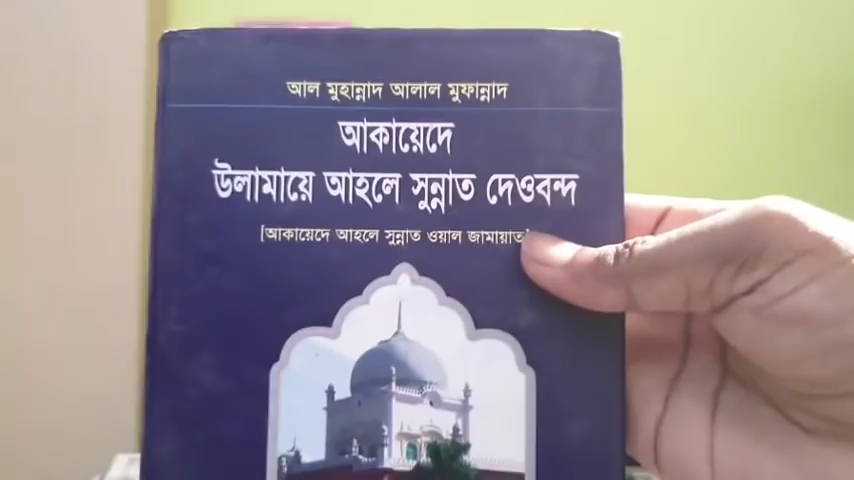 আল মুহান্নাদ আলাল মুফান্নাদ
আকায়েদে
উলামায়ে আহলে সুন্নাত দেওবন্দ
[আকায়েদে আহলে সুন্নাত ওয়াল জামায়াত]